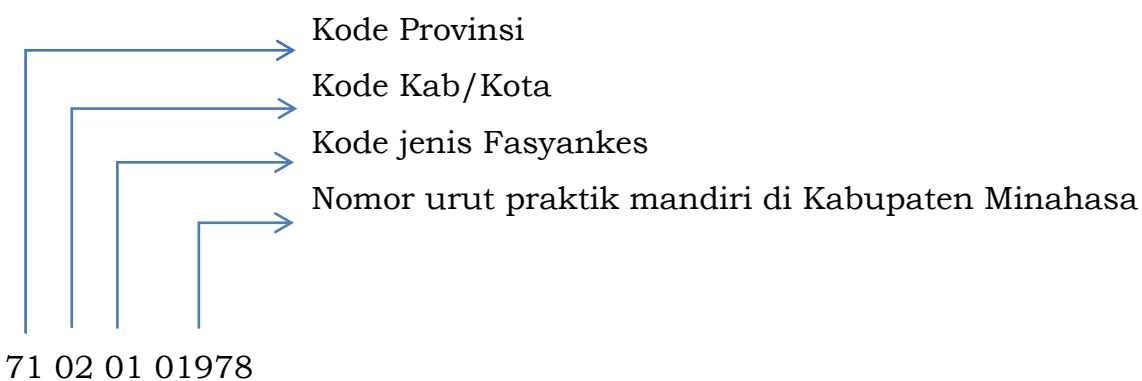 Kode Provinsi
Kode Kab/Kota
Kode jenis Fasyankes
Nomor urut praktik mandiri di Kabupaten Minahasa
71 02 01 01978